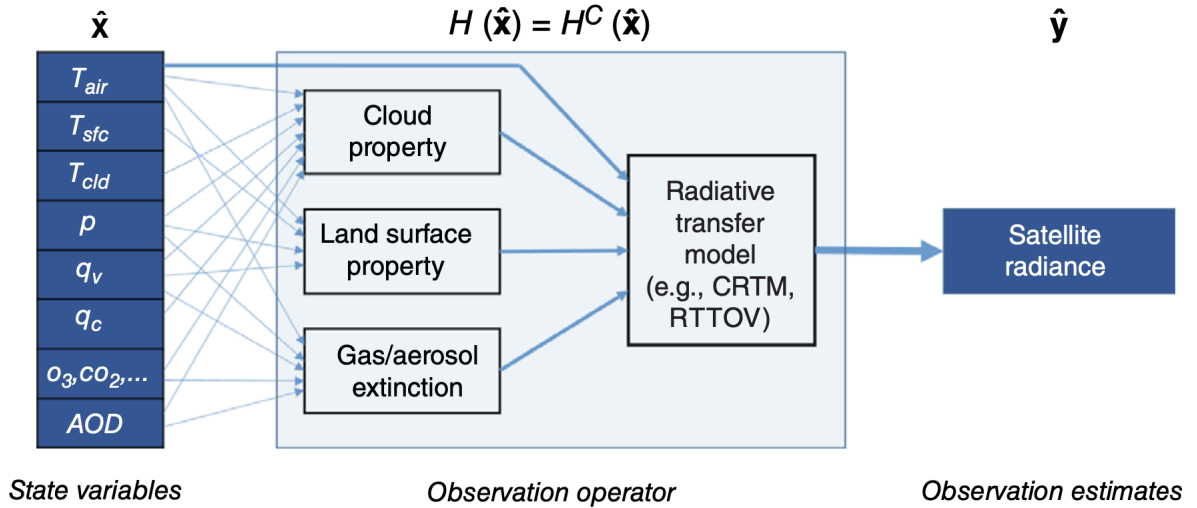 x̂
H (x̂) = H^C (x̂)
ŷ
T_air
T_sfc
T_cld
p
q_v
q_c
o_3,co_2,...
AOD
Cloud
property
Land surface
property
Gas/aerosol
extinction
Radiative
transfer
model
(e.g., CRTM,
RTTOV)
Satellite
radiance
State variables
Observation operator
Observation estimates